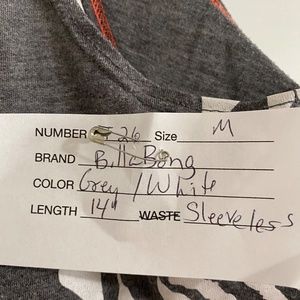 NUMBER 26 Size M
BRAND BillaBong
COLOR Grey / White
LENGTH 14" WASTE Sleeveless